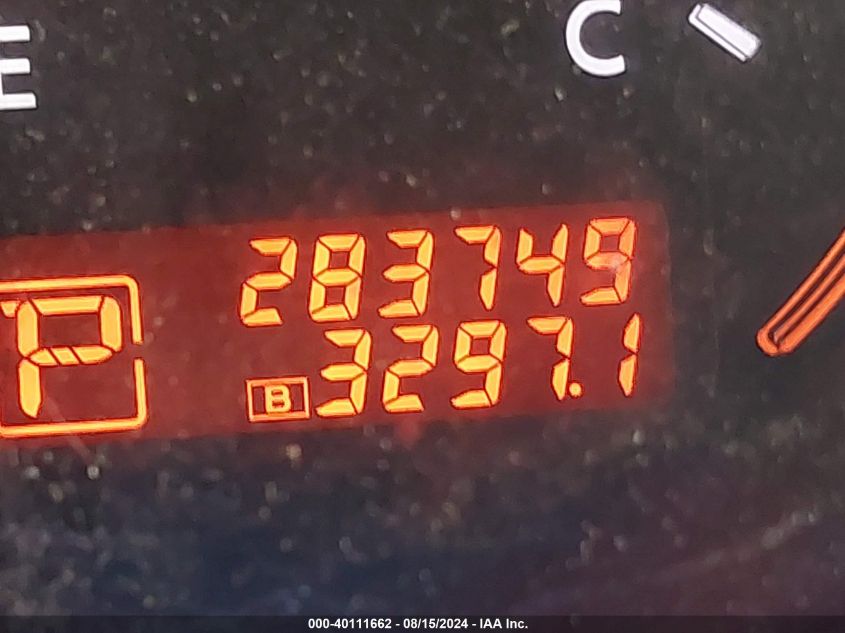 E
C
283749
P
B 3297.1
000-40111662 - 08/15/2024 - IAA Inc.